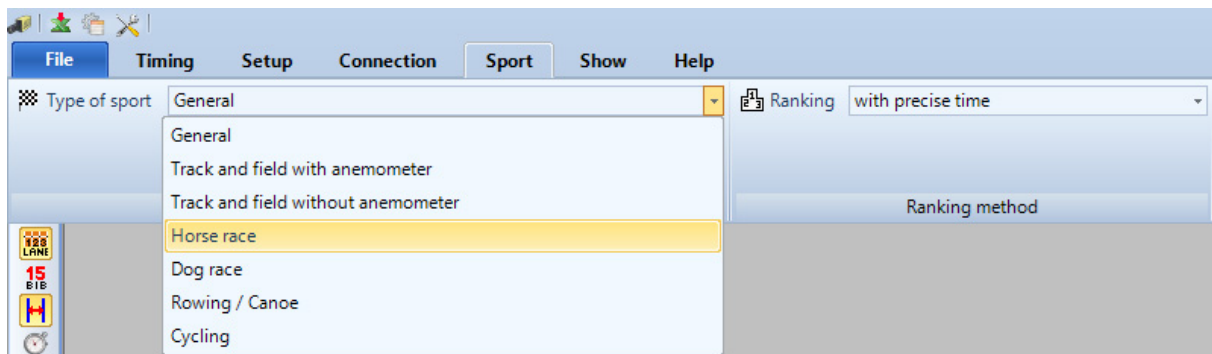 File Timing Setup Connection Sport Show Help
Type of sport General Ranking with precise time
General
Track and field with anemometer
Track and field without anemometer
Ranking method
Horse race
Dog race
Rowing / Canoe
Cycling
123
LANE
15
BIB